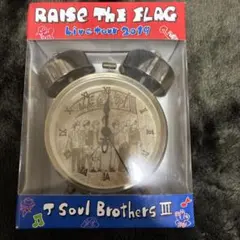 RAISE THE FLAG
Live Tour 2019
J Soul Brothers III